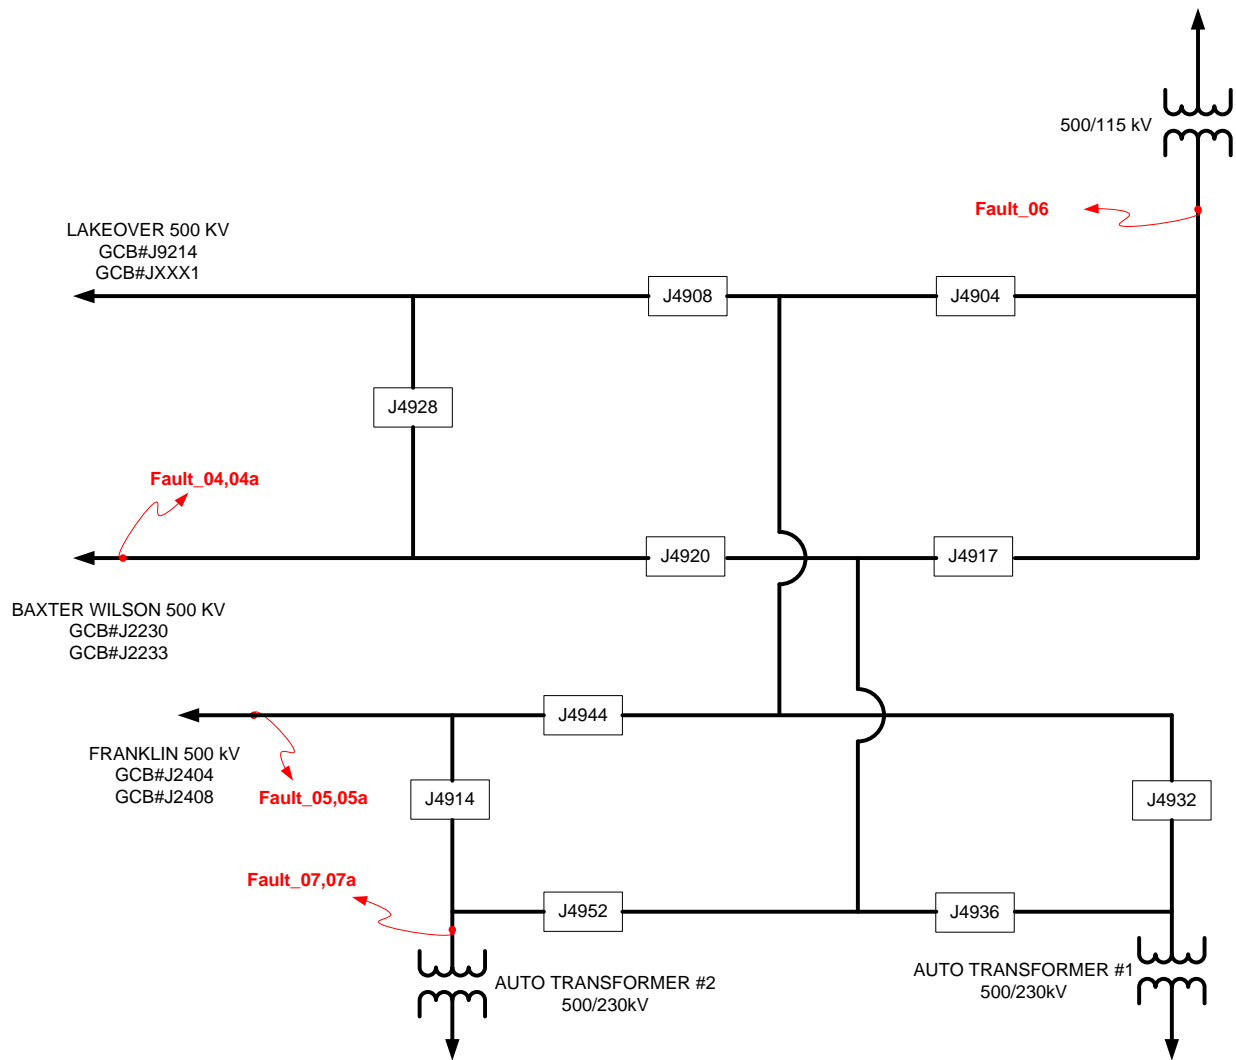 500/115 kV
Fault_06
LAKEOVER 500 KV
GCB#J9214
GCB#JXXX1
J4908
J4904
J4928
Fault_04,04a
J4920
J4917
BAXTER WILSON 500 KV
GCB#J2230
GCB#J2233
J4944
FRANKLIN 500 kV
GCB#J2404
GCB#J2408
Fault_05,05a
J4914
J4932
Fault_07,07a
J4952
J4936
AUTO TRANSFORMER #2
500/230kV
AUTO TRANSFORMER #1
500/230kV